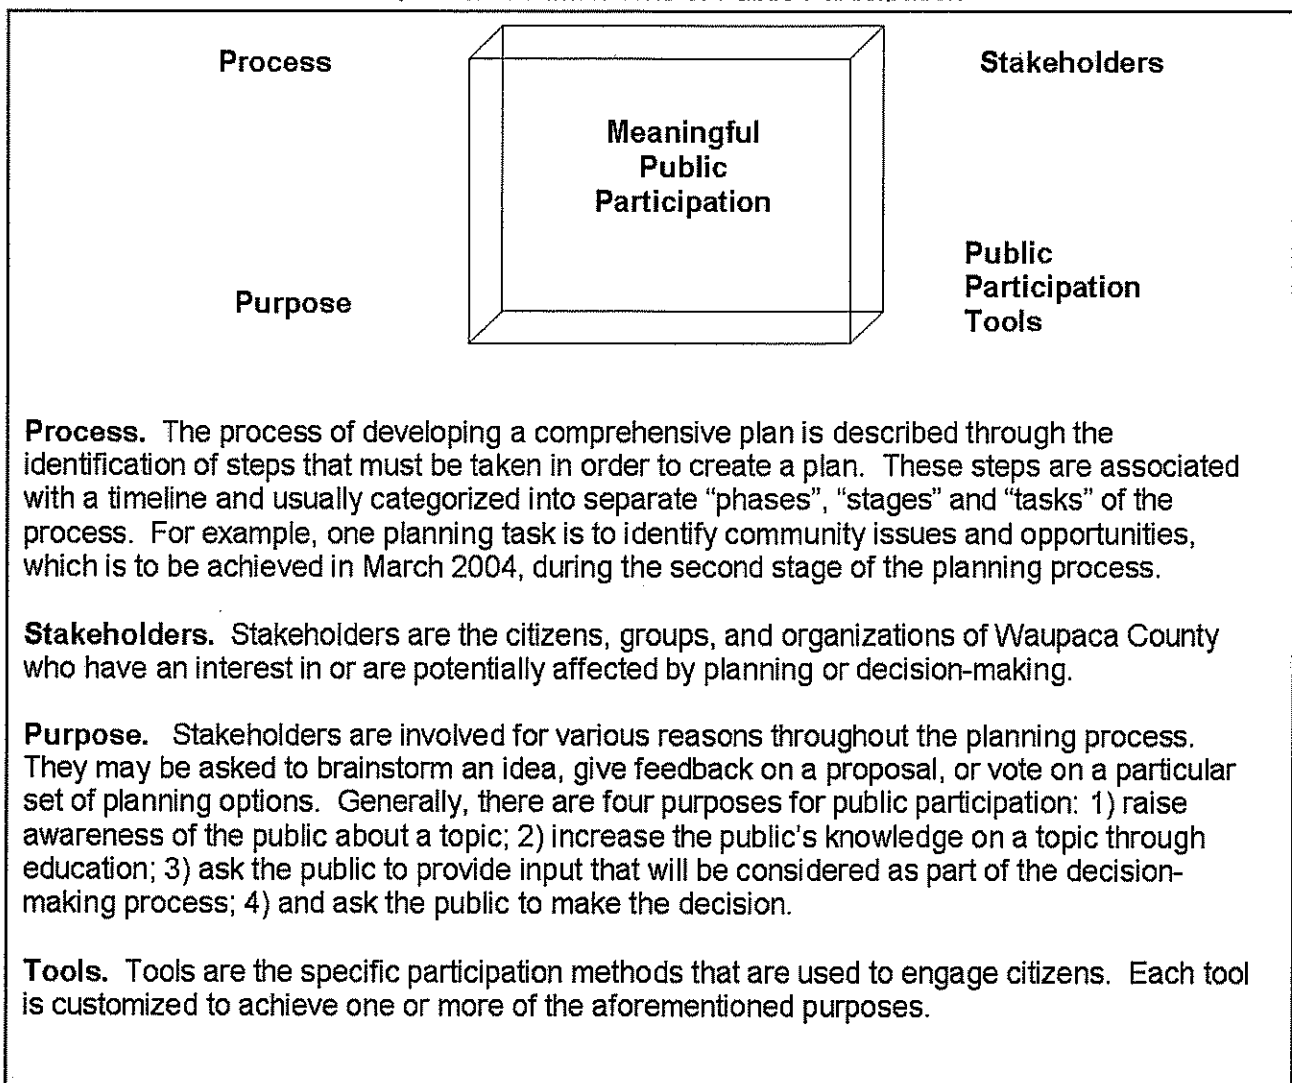 Process
Stakeholders
Meaningful
Public
Participation
Purpose
Public
Participation
Tools
Process. The process of developing a comprehensive plan is described through the
identification of steps that must be taken in order to create a plan. These steps are associated
with a timeline and usually categorized into separate “phases”, “stages” and “tasks” of the
process. For example, one planning task is to identify community issues and opportunities,
which is to be achieved in March 2004, during the second stage of the planning process.
Stakeholders. Stakeholders are the citizens, groups, and organizations of Waupaca County
who have an interest in or are potentially affected by planning or decision-making.
Purpose. Stakeholders are involved for various reasons throughout the planning process.
They may be asked to brainstorm an idea, give feedback on a proposal, or vote on a particular
set of planning options. Generally, there are four purposes for public participation: 1) raise
awareness of the public about a topic; 2) increase the public’s knowledge on a topic through
education; 3) ask the public to provide input that will be considered as part of the decision-
making process; 4) and ask the public to make the decision.
Tools. Tools are the specific participation methods that are used to engage citizens. Each tool
is customized to achieve one or more of the aforementioned purposes.